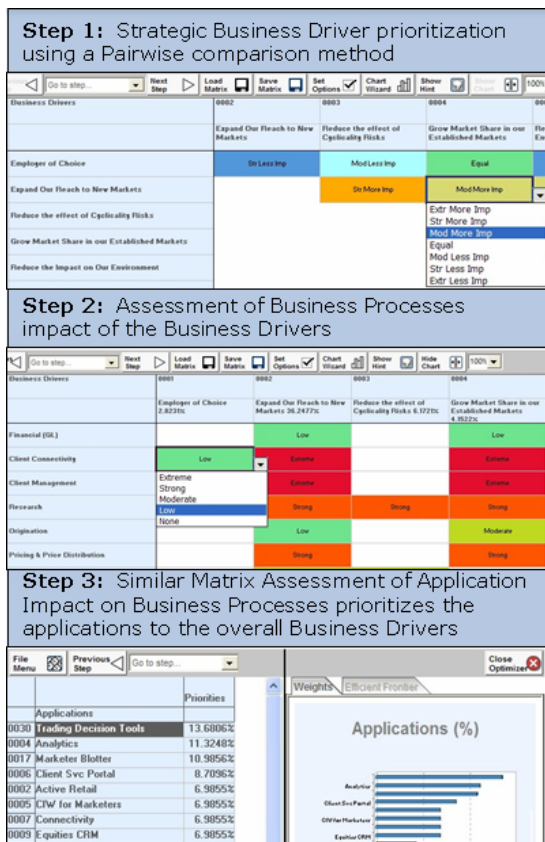 Step 1: Strategic Business Driver prioritization
using a Pairwise comparison method
Go to step... Next Step Load Matrix Save Matrix Set Options Chart Wizard Show Hint Show Chart 100%
Business Drivers 0002 0003 0004
Expand Our Reach to New Markets Reduce the effect of Cyclicality Risks Grow Market Share in our Established Markets
Employer of Choice Str Less Imp Mod Less Imp Equal
Expand Our Reach to New Markets Str More Imp Mod More Imp
Reduce the effect of Cyclicality Risks
Grow Market Share in our Established Markets
Reduce the Impact on Our Environment
Extr More Imp
Str More Imp
Mod More Imp
Equal
Mod Less Imp
Str Less Imp
Extr Less Imp
Step 2: Assessment of Business Processes
impact of the Business Drivers
Go to step... Next Step Load Matrix Save Matrix Set Options Chart Wizard Show Hint Hide Chart 100%
Business Drivers 0001 0002 0003 0004
Employer of Choice 2.8231% Expand Our Reach to New Markets 36.2477% Reduce the effect of Cyclicality Risks 6.1721% Grow Market Share in our Established Markets 4.1522%
Financial (GL) Low Low
Client Connectivity Low Extreme Extreme
Client Management Extreme Extreme
Research Strong Strong Strong
Origination Low Moderate
Pricing & Price Distribution Strong Strong
Extreme
Strong
Moderate
Low
None
Step 3: Similar Matrix Assessment of Application
Impact on Business Processes prioritizes the
applications to the overall Business Drivers
File Menu Previous Step Go to step... Close Optimizer
Weights Efficient Frontier
Priorities
Applications
0030 Trading Decision Tools 13.6806%
0004 Analytics 11.3248%
0017 Marketer Blotter 10.9856%
0006 Client Svc Portal 8.7096%
0002 Active Retail 6.9855%
0005 CIW for Marketers 6.9855%
0007 Connectivity 6.9855%
0009 Equities CRM 6.9855%
Applications (%)
Analytics
Client Svc Portal
CIW for Marketers
Equities CRM